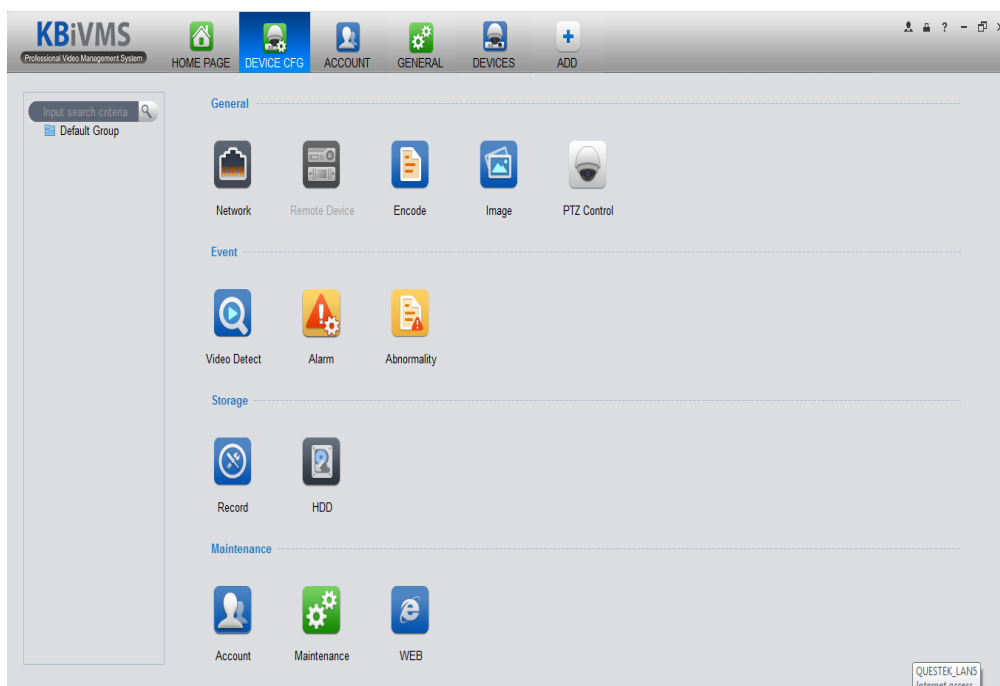 KBiVMS
Professional Video Management System
HOME PAGE
DEVICE CFG
ACCOUNT
GENERAL
DEVICES
ADD
Input search criteria
Default Group
General
Network
Remote Device
Encode
Image
PTZ Control
Event
Video Detect
Alarm
Abnormality
Storage
Record
HDD
Maintenance
Account
Maintenance
WEB
QUESTEK_LAN5
Internet access